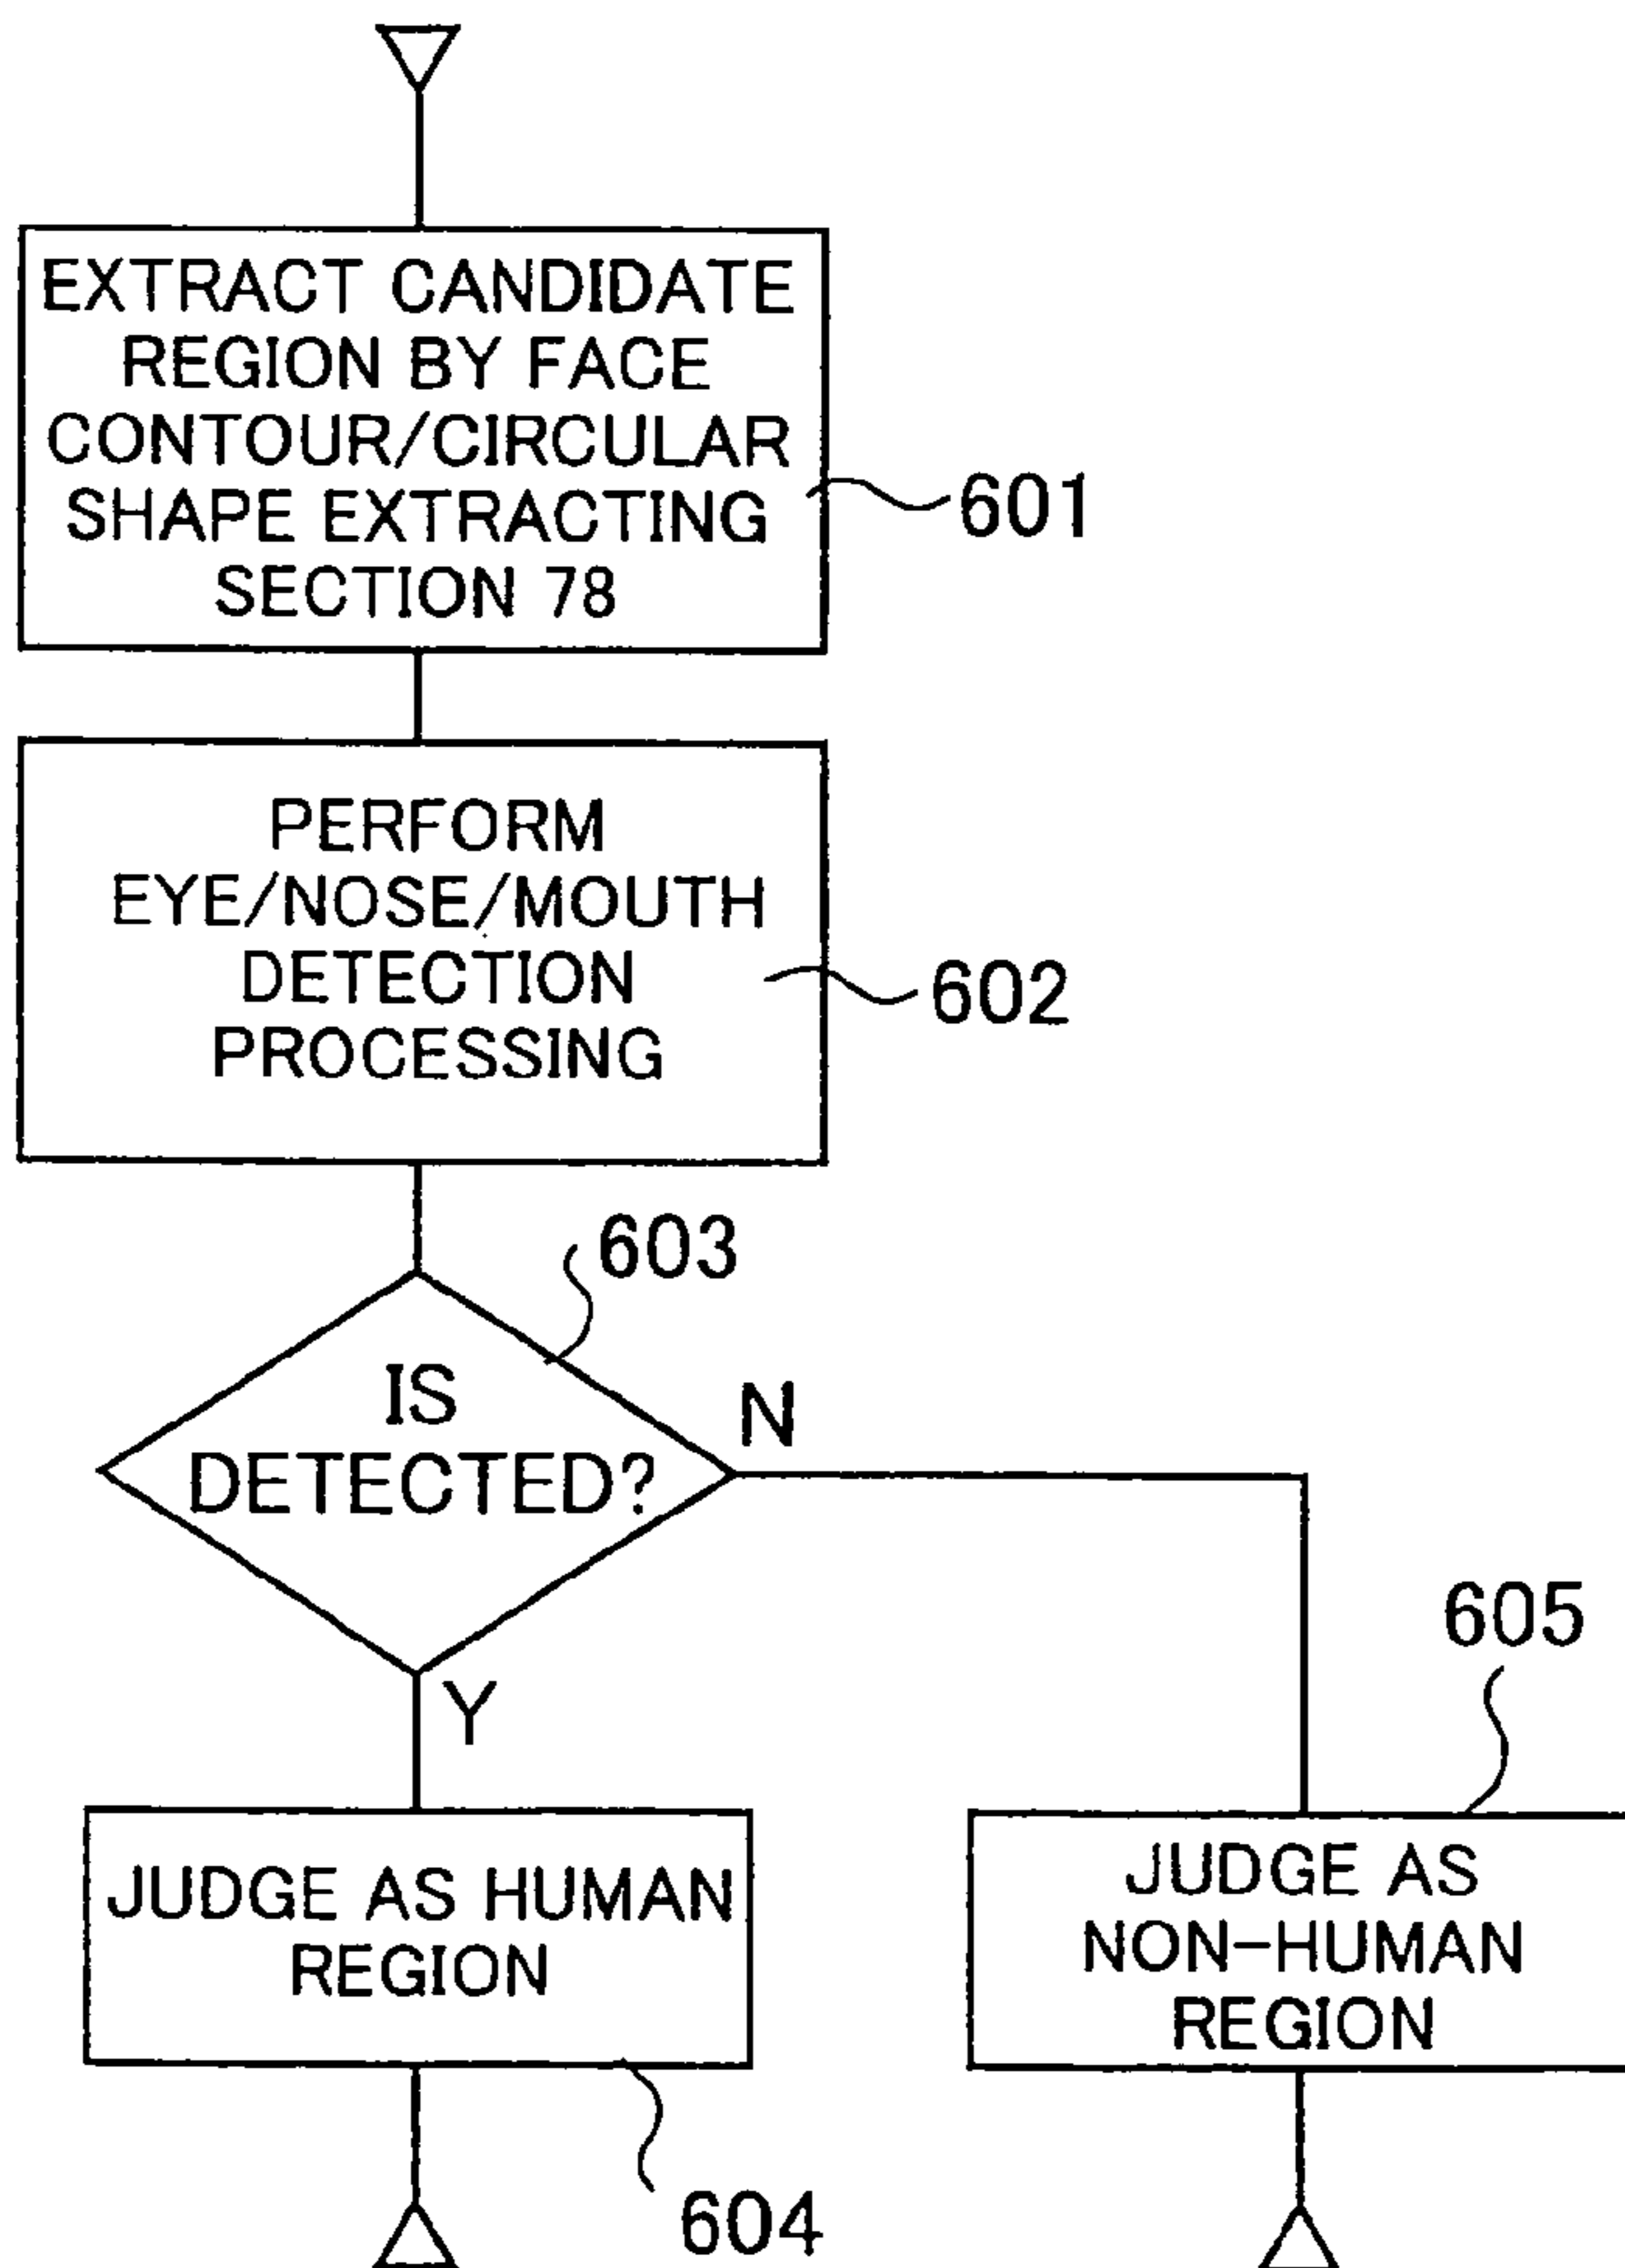 EXTRACT CANDIDATE
REGION BY FACE
CONTOUR/CIRCULAR
SHAPE EXTRACTING
SECTION 78
601
PERFORM
EYE/NOSE/MOUTH
DETECTION
PROCESSING
602
603
IS
DETECTED?
N
Y
605
JUDGE AS HUMAN
REGION
JUDGE AS
NON-HUMAN
REGION
604